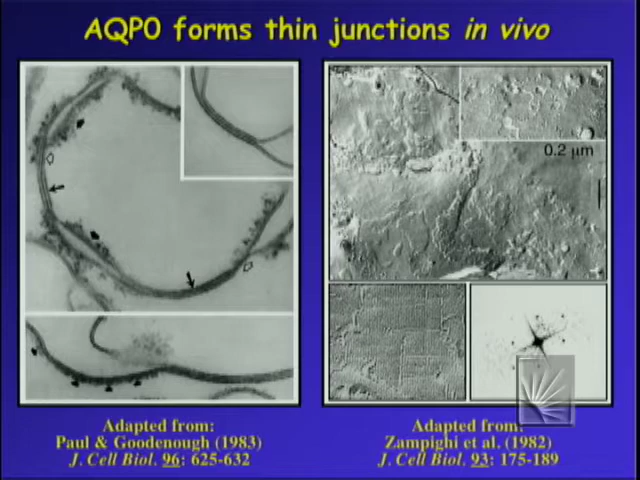 AQP0 forms thin junctions in vivo
0.2 μm
Adapted from:
Paul & Goodenough (1983)
J. Cell Biol. 96: 625-632
Adapted from:
Zampighi et al. (1982)
J. Cell Biol. 93: 175-189